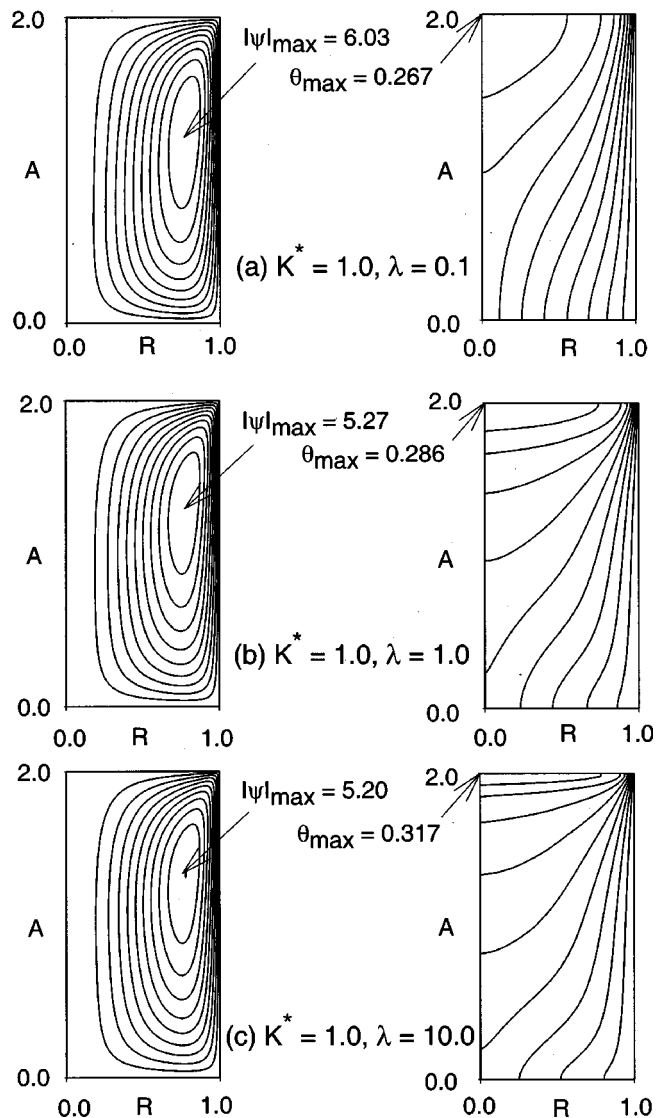 2.0
|ψ|max = 6.03
2.0
θmax = 0.267
A
A
(a) K* = 1.0, λ = 0.1
0.0
0.0
0.0 R 1.0
0.0 R 1.0
2.0
|ψ|max = 5.27
2.0
θmax = 0.286
A
A
(b) K* = 1.0, λ = 1.0
0.0
0.0
0.0 R 1.0
0.0 R 1.0
2.0
|ψ|max = 5.20
2.0
θmax = 0.317
A
A
(c) K* = 1.0, λ = 10.0
0.0
0.0
0.0 R 1.0
0.0 R 1.0